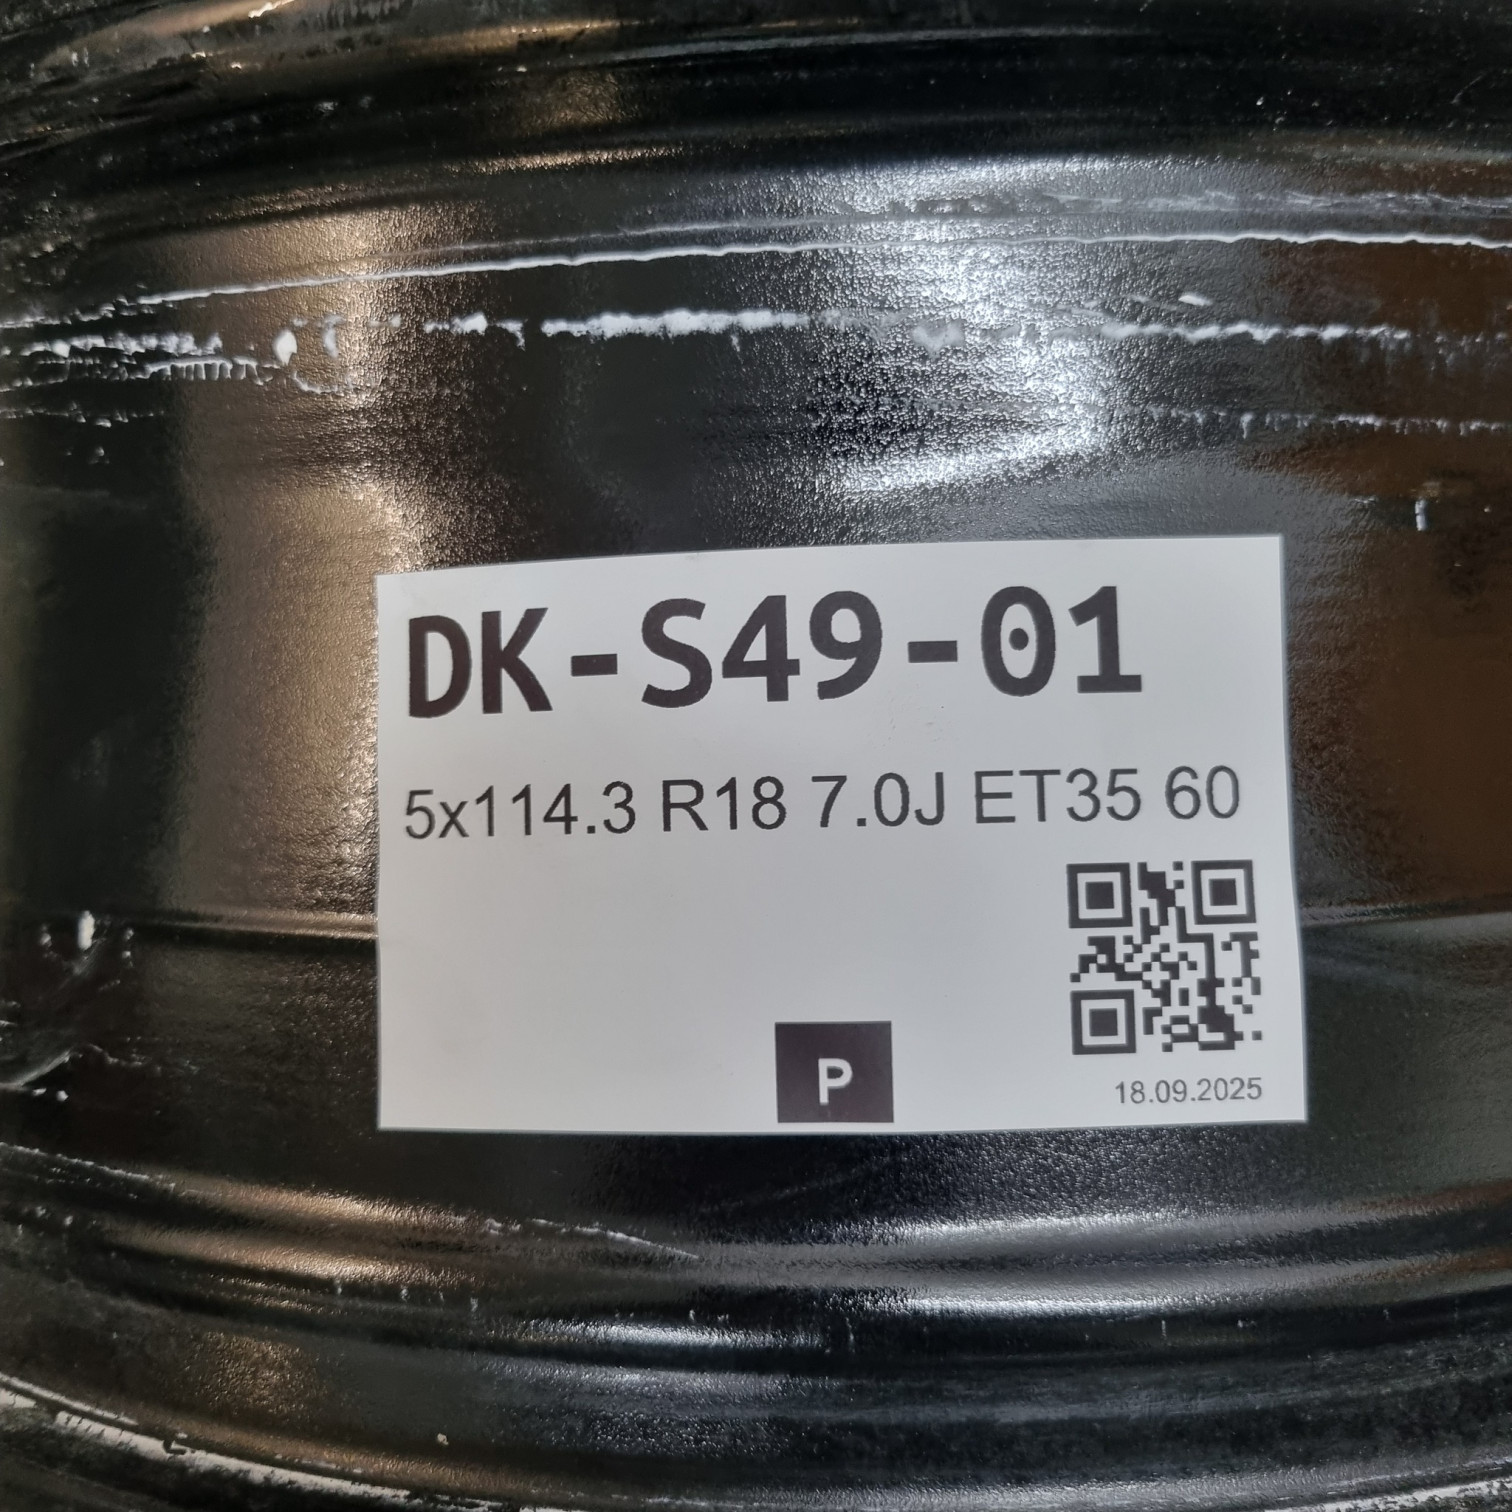 DK-S49-01
5x114.3 R18 7.0J ET35 60
P
18.09.2025